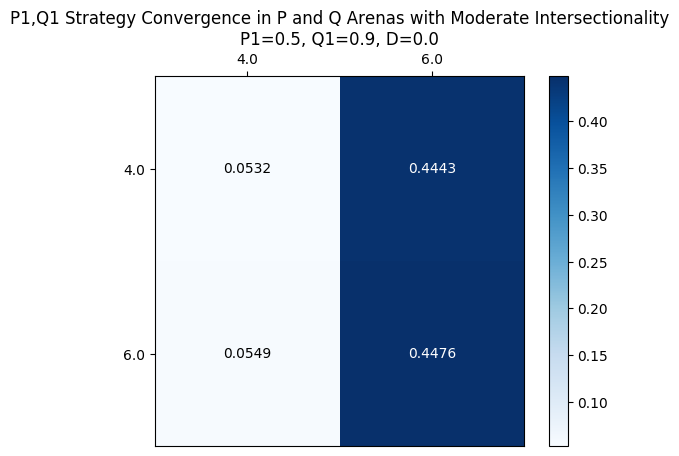 P1,Q1 Strategy Convergence in P and Q Arenas with Moderate Intersectionality
P1=0.5, Q1=0.9, D=0.0
4.0 6.0
4.0 0.0532 0.4443
6.0 0.0549 0.4476
0.40
0.35
0.30
0.25
0.20
0.15
0.10